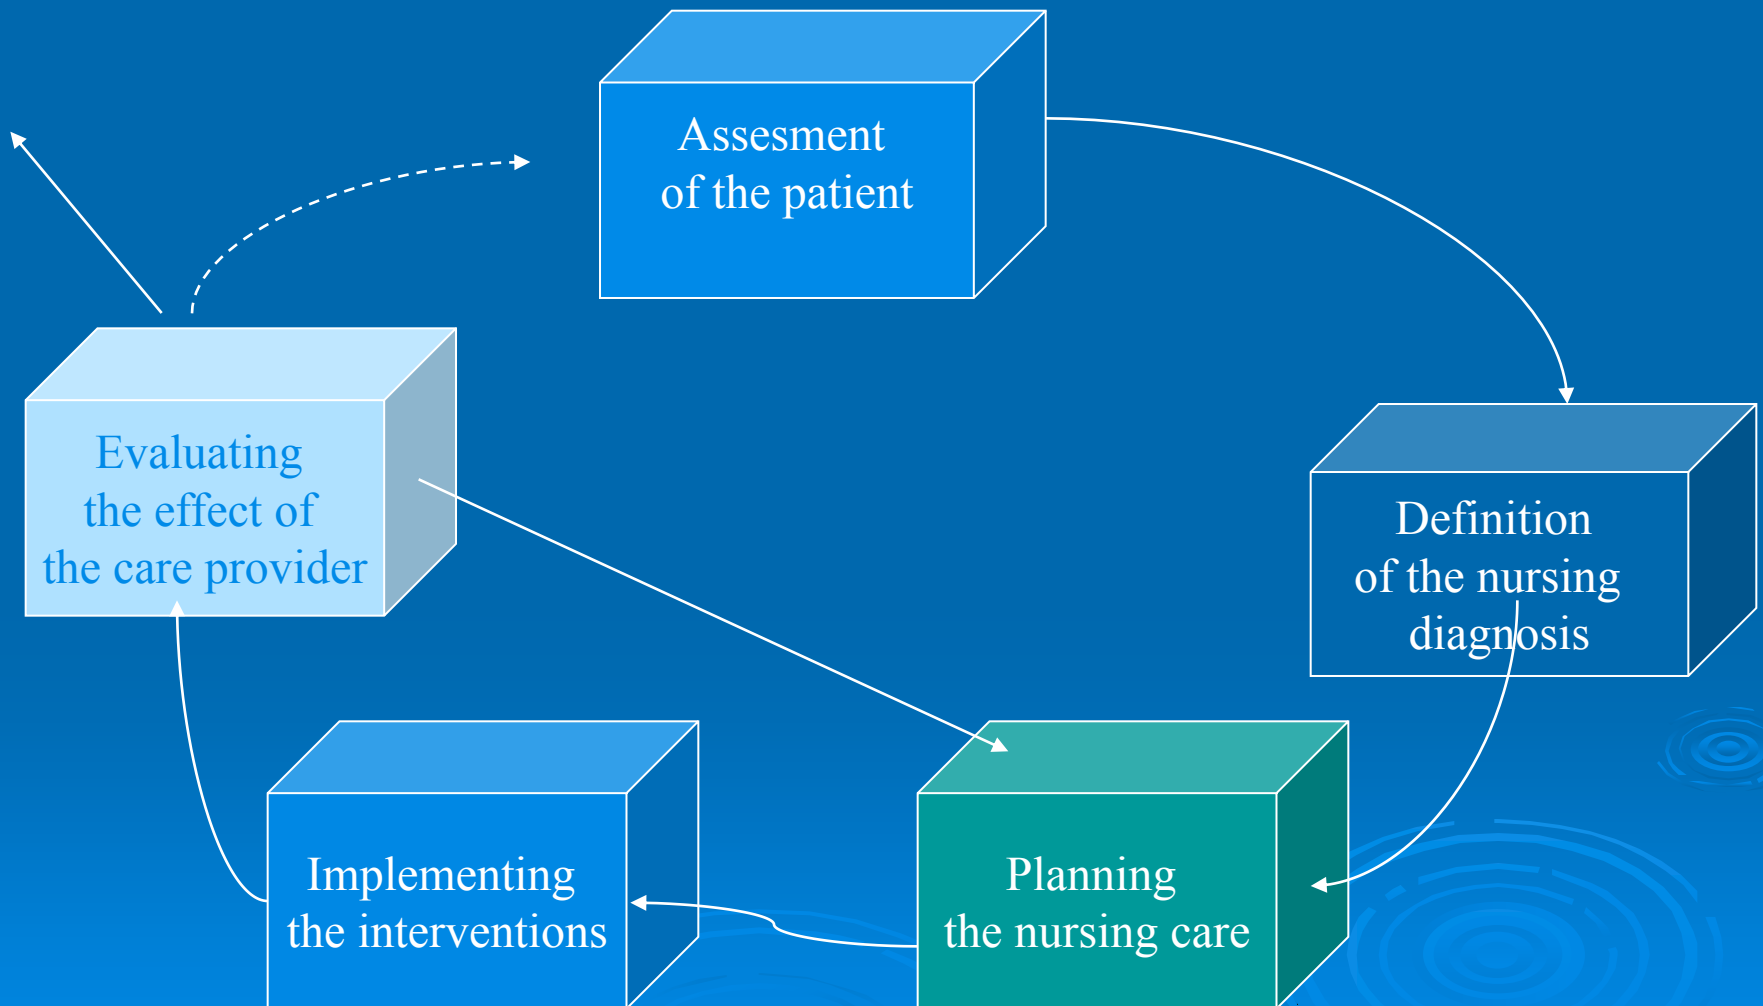 Assesment
of the patient
Evaluating
the effect of
the care provider
Definition
of the nursing
diagnosis
Implementing
the interventions
Planning
the nursing care